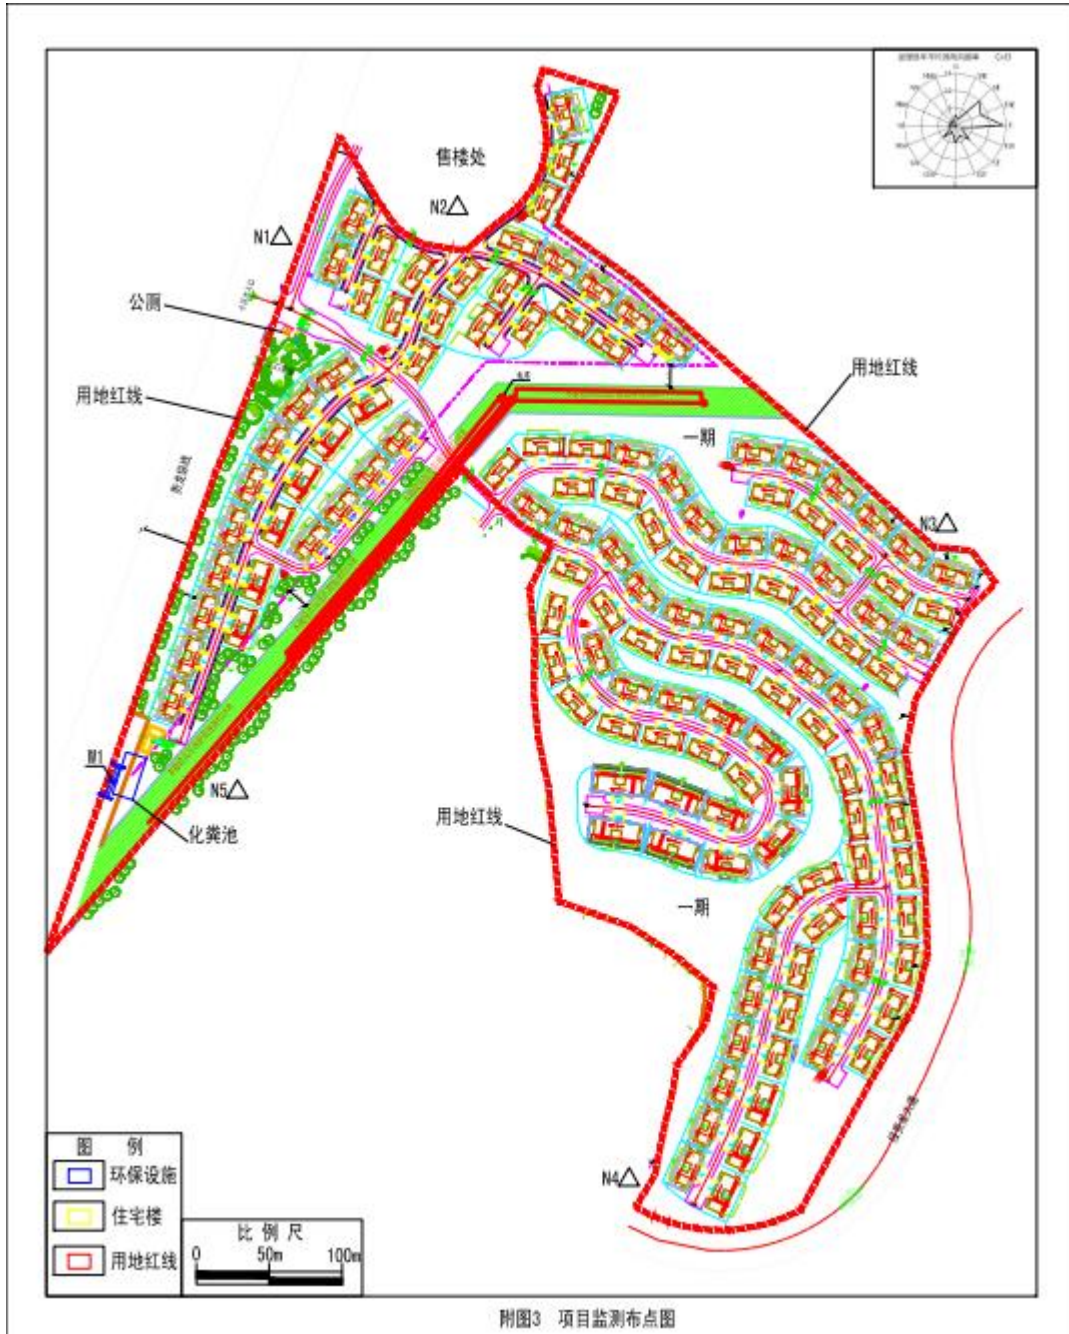 售楼处
N2
N1
公厕
用地红线
用地红线
一期
N3
W1
N5
化粪池
用地红线
一期
N4
图 例
环保设施
住宅楼
用地红线
比 例 尺
0 50m 100m
附图3 项目监测布点图